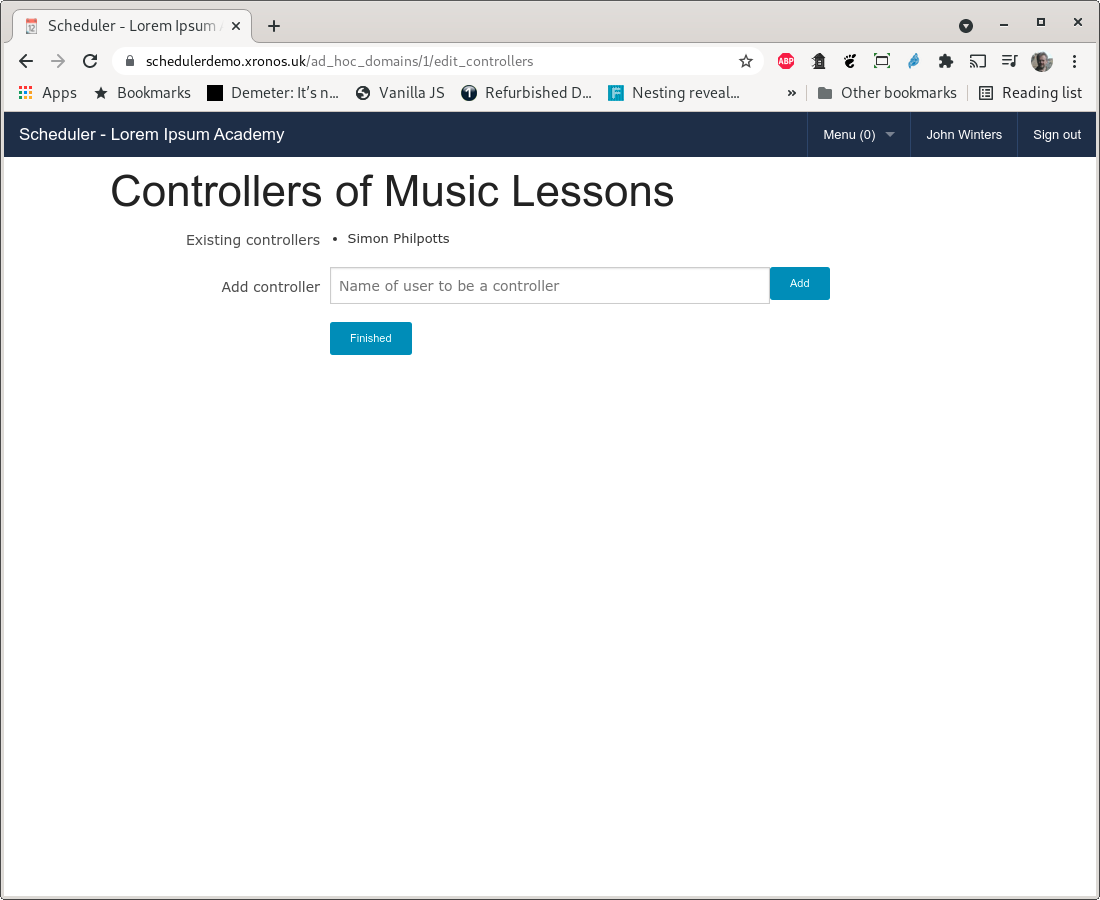 Scheduler - Lorem Ipsum
schedulerdemo.xronos.uk/ad_hoc_domains/1/edit_controllers
ABP
Apps Bookmarks Demeter: It's n... Vanilla JS Refurbished D... Nesting reveal... » Other bookmarks Reading list
Scheduler - Lorem Ipsum Academy Menu (0) John Winters Sign out
Controllers of Music Lessons
Existing controllers • Simon Philpotts
Add controller Name of user to be a controller Add
Finished